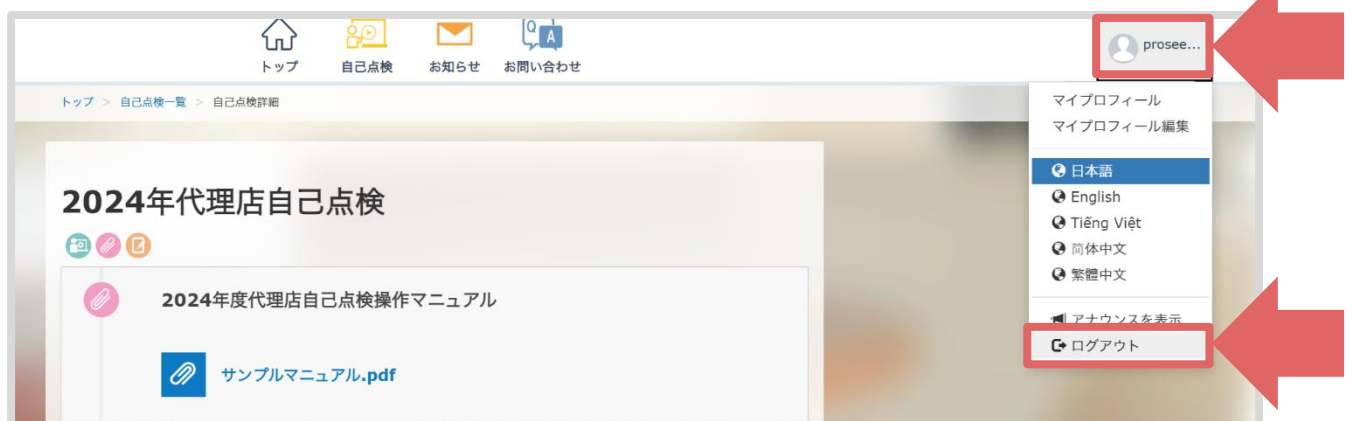 トップ 自己点検 お知らせ お問い合わせ
prosee...
トップ > 自己点検一覧 > 自己点検詳細
マイプロフィール
マイプロフィール編集
日本語
English
Tiếng Việt
简体中文
繁體中文
アナウンスを表示
ログアウト
2024年代理店自己点検
2024年度代理店自己点検操作マニュアル
サンプルマニュアル.pdf